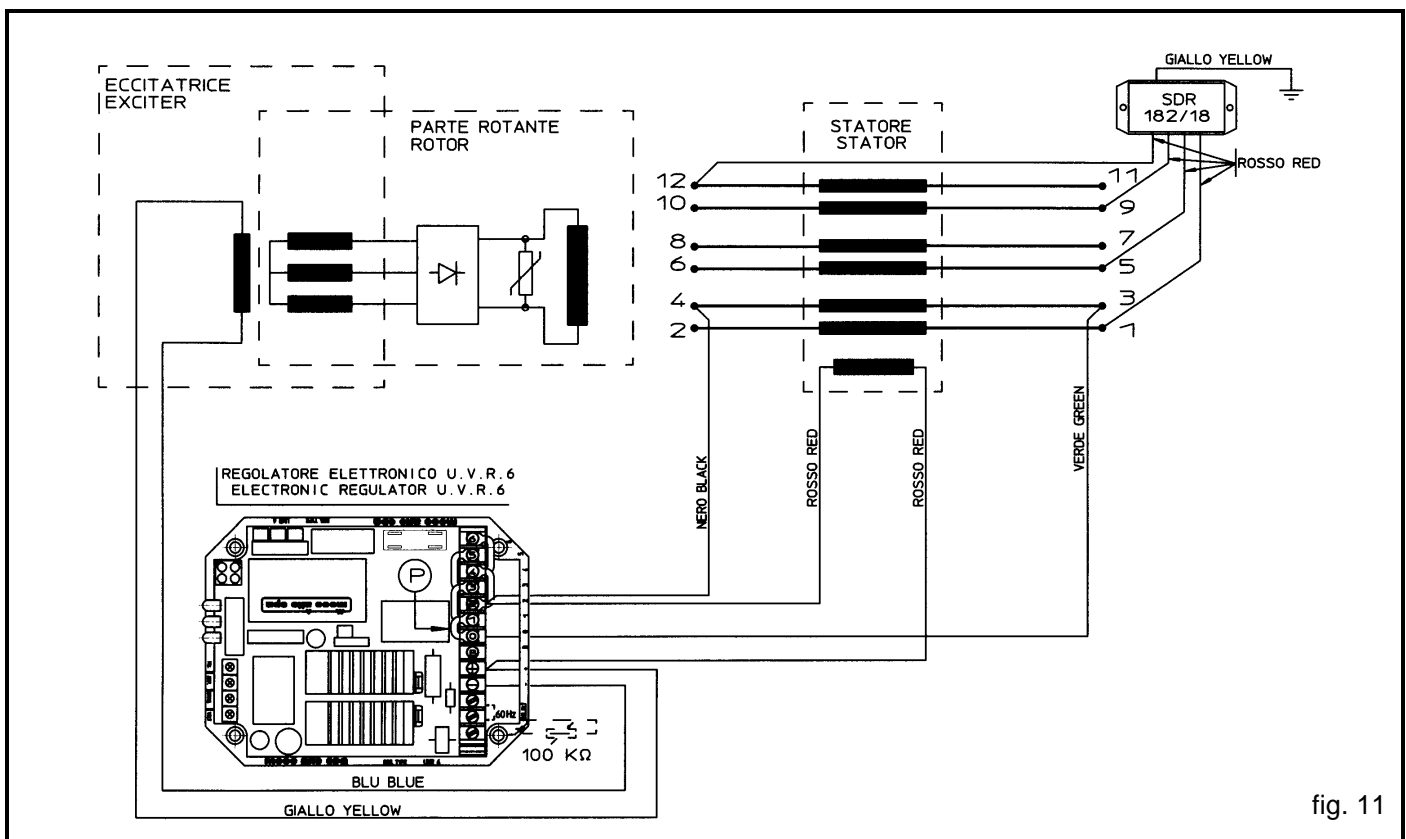 ECCITATRICE
EXCITER
PARTE ROTANTE
ROTOR
STATORE
STATOR
GIALLO YELLOW
SDR
182/18
ROSSO RED
12
11
10
9
8
7
6
5
4
3
2
1
NERO BLACK
ROSSO RED
ROSSO RED
VERDE GREEN
REGOLATORE ELETTRONICO U.V.R.6
ELECTRONIC REGULATOR U.V.R.6
P
60Hz
100 KΩ
BLU BLUE
GIALLO YELLOW
fig. 11